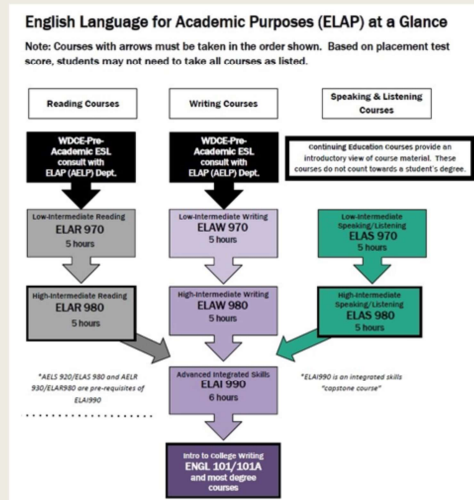 English Language for Academic Purposes (ELAP) at a Glance
Note: Courses with arrows must be taken in the order shown. Based on placement test
score, students may not need to take all courses as listed.
Reading Courses
Writing Courses
Speaking & Listening
Courses
WDCE-Pre-
Academic ESL
consult with
ELAP (AELP) Dept.
WDCE-Pre-
Academic ESL
consult with
ELAP (AELP) Dept.
Continuing Education Courses provide an
introductory view of course material. These
courses do not count towards a student's degree.
Low-Intermediate Reading
ELAR 970
5 hours
Low-Intermediate Writing
ELAW 970
5 hours
Low-Intermediate
Speaking/Listening
ELAS 970
5 hours
High-Intermediate Reading
ELAR 980
5 hours
High-Intermediate Writing
ELAW 980
5 hours
High-Intermediate
Speaking/Listening
ELAS 980
5 hours
*AELS 920/ELAS 980 and AELR
930/ELAR980 are pre-requisites of
ELAI990
Advanced Integrated Skills
ELAI 990
6 hours
*ELAI990 is an integrated skills
"capstone course"
Intro to College Writing
ENGL 101/101A
and most degree
courses